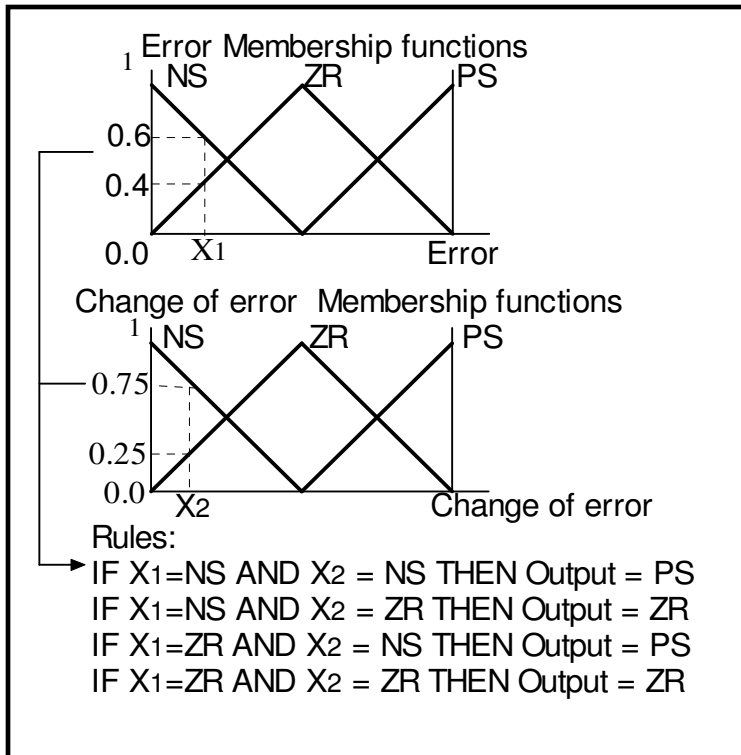 Error Membership functions
1
NS ZR PS
0.6
0.4
0.0
X1 Error
Change of error Membership functions
1
NS ZR PS
0.75
0.25
0.0
X2 Change of error
Rules:
IF X1=NS AND X2 = NS THEN Output = PS
IF X1=NS AND X2 = ZR THEN Output = ZR
IF X1=ZR AND X2 = NS THEN Output = PS
IF X1=ZR AND X2 = ZR THEN Output = ZR